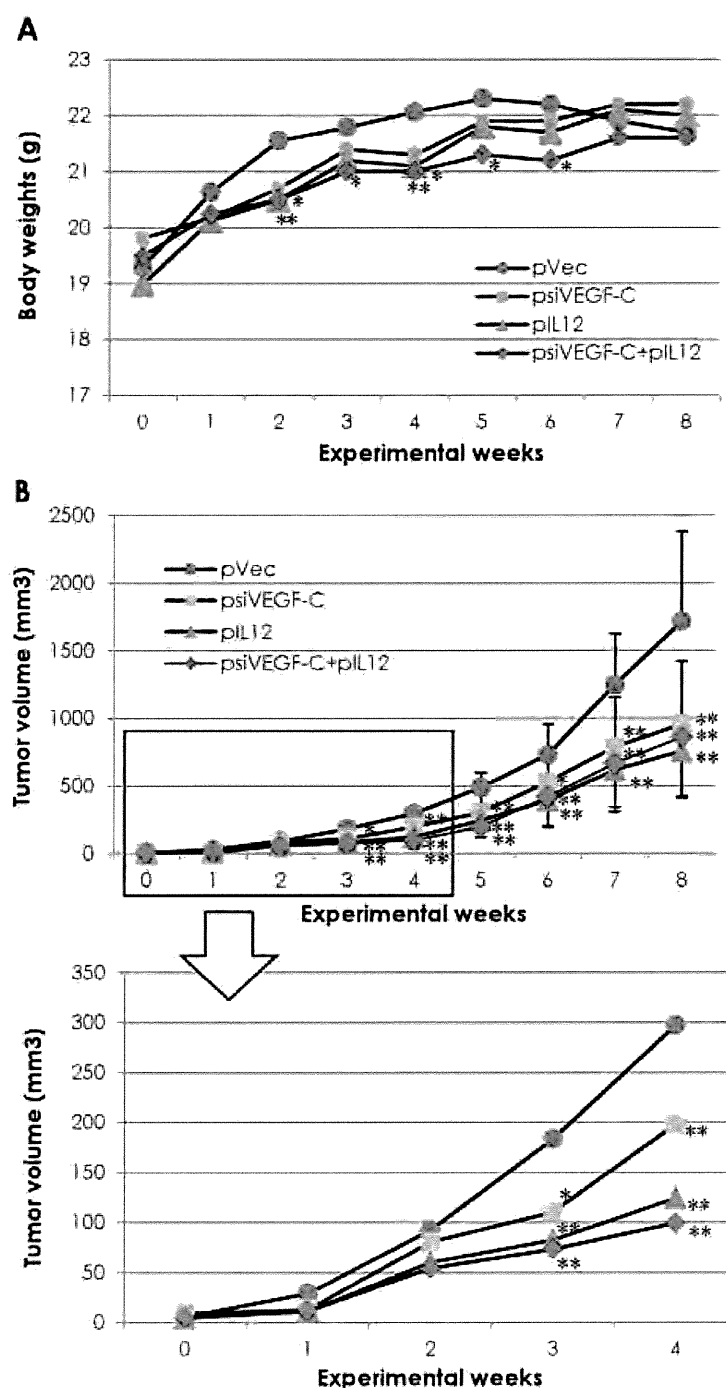 A
23
22
21
20
19
18
17
Body weights (g)
pVec
psiVEGF-C
pIL12
psiVEGF-C+pIL12
* * * * *
** **
0 1 2 3 4 5 6 7 8
Experimental weeks
B
2500
2000
1500
1000
500
0
Tumor volume (mm3)
pVec
psiVEGF-C
pIL12
psiVEGF-C+pIL12
* ** ** * ** **
** ** ** ** ** **
** ** ** ** ** **
0 1 2 3 4 5 6 7 8
Experimental weeks
350
300
250
200
150
100
50
0
Tumor volume (mm3)
* **
** **
** **
0 1 2 3 4
Experimental weeks